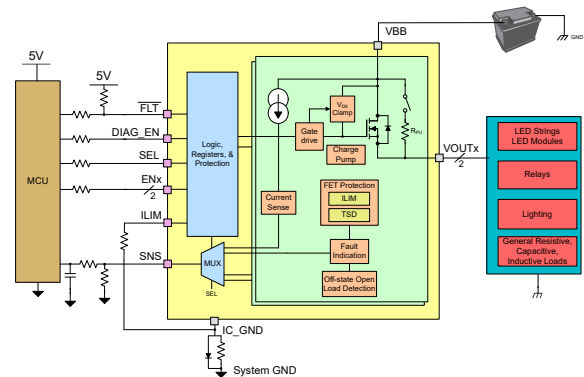 VBB
GND
5V
5V
MCU
FLT
DIAG_EN
SEL
ENx
2
ILIM
SNS
Logic,
Registers, &
Protection
MUX
SEL
Gate
drive
VDS
Clamp
Charge
Pump
RPU
Current
Sense
FET Protection
ILIM
TSD
Fault
Indication
Off-state Open
Load Detection
VOUTx
2
LED Strings
LED Modules
Relays
Lighting
General Resistive,
Capacitive,
Inductive Loads
IC_GND
System GND